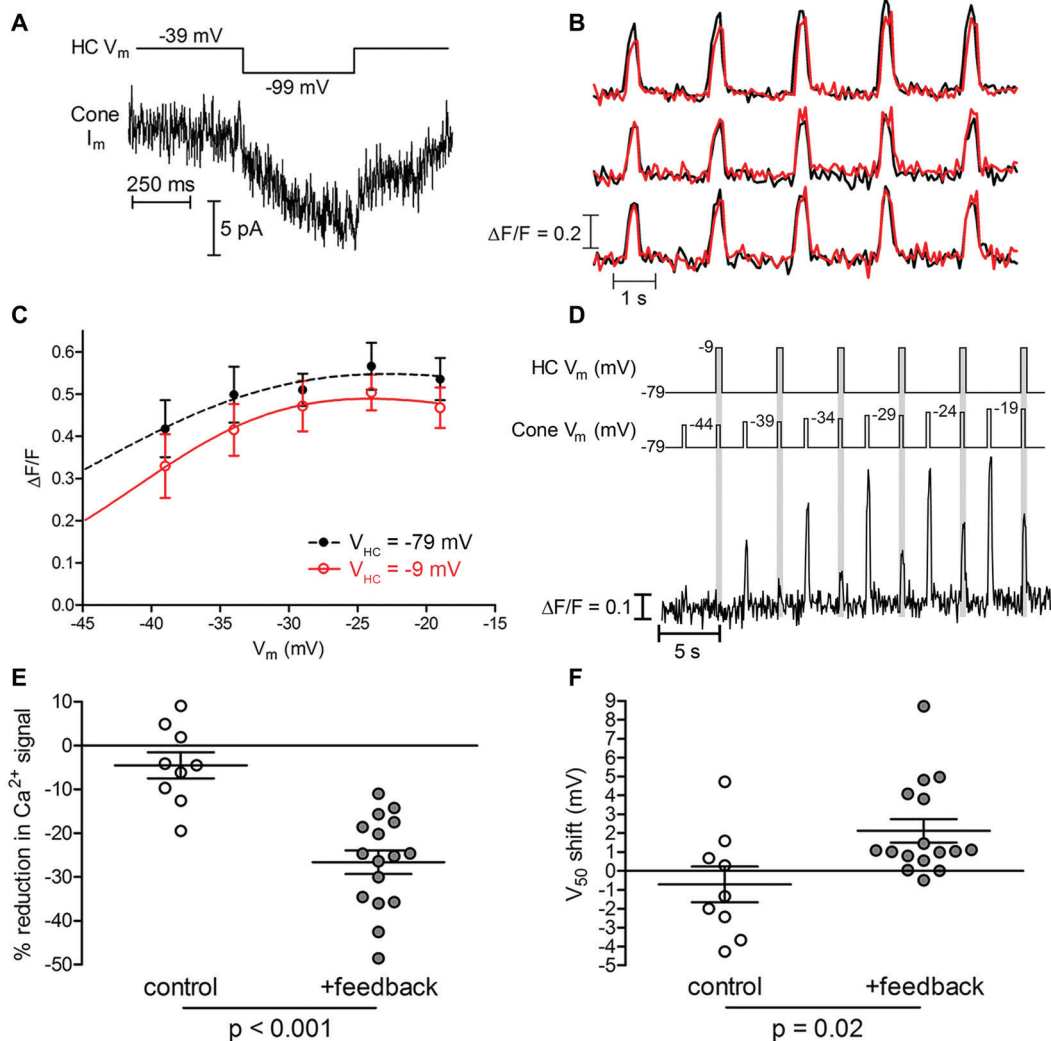 A
HC Vm
-39 mV
-99 mV
Cone
Im
250 ms
5 pA
B
ΔF/F = 0.2
1 s
C
0.6
0.5
0.4
0.3
0.2
0.1
0.0
ΔF/F
VHC = -79 mV
VHC = -9 mV
-45 -40 -35 -30 -25 -20 -15
Vm (mV)
D
-9
HC Vm (mV)
-79
-44 -39 -34 -29 -24 -19
Cone Vm (mV)
-79
ΔF/F = 0.1
5 s
E
10
0
-10
-20
-30
-40
-50
% reduction in Ca2+ signal
control +feedback
p < 0.001
F
9
8
7
6
5
4
3
2
1
0
-1
-2
-3
-4
-5
V50 shift (mV)
control +feedback
p = 0.02